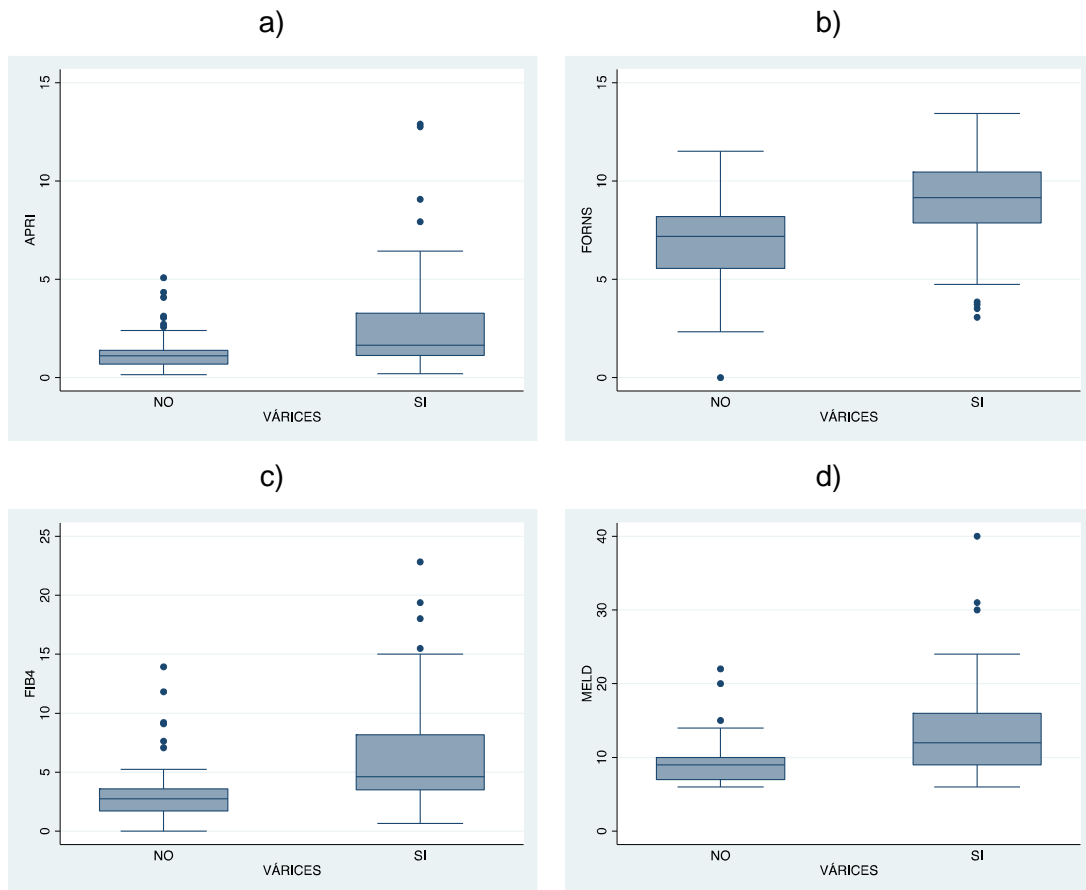 a)
15
10
5
0
APRI
NO
SI
VÁRICES
b)
15
10
5
0
FORNS
NO
SI
VÁRICES
c)
25
20
15
10
5
0
FIB4
NO
SI
VÁRICES
d)
40
30
20
10
0
MELD
NO
SI
VÁRICES